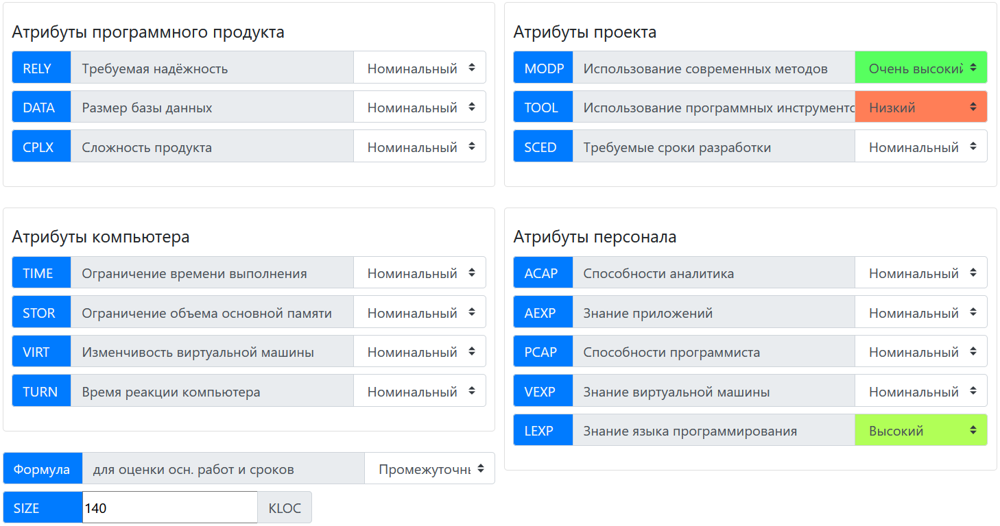 Атрибуты программного продукта
RELY Требуемая надёжность Номинальный
DATA Размер базы данных Номинальный
CPLX Сложность продукта Номинальный
Атрибуты проекта
MODP Использование современных методов Очень высокий
TOOL Использование программных инструменто Низкий
SCED Требуемые сроки разработки Номинальный
Атрибуты компьютера
TIME Ограничение времени выполнения Номинальный
STOR Ограничение объема основной памяти Номинальный
VIRT Изменчивость виртуальной машины Номинальный
TURN Время реакции компьютера Номинальный
Атрибуты персонала
ACAP Способности аналитика Номинальный
AEXP Знание приложений Номинальный
PCAP Способности программиста Номинальный
VEXP Знание виртуальной машины Номинальный
LEXP Знание языка программирования Высокий
Формула для оценки осн. работ и сроков Промежуточны
SIZE 140 KLOC